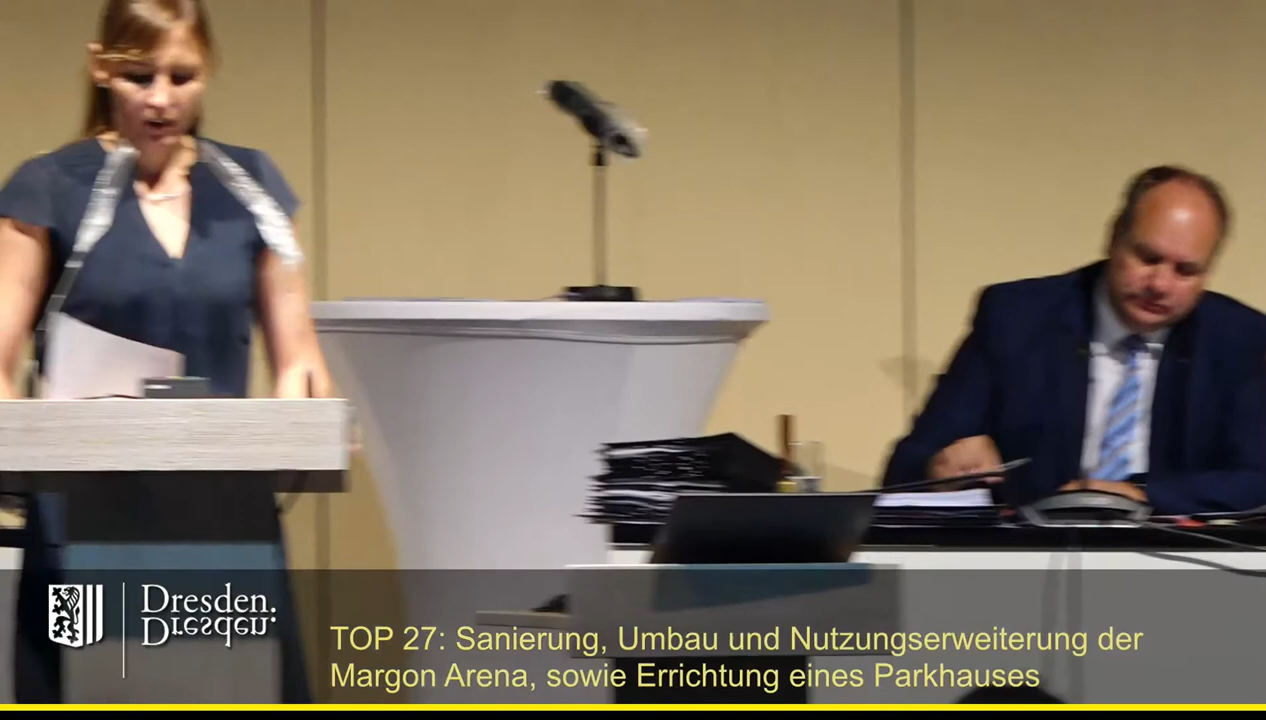 Dresden.
Dresden.
TOP 27: Sanierung, Umbau und Nutzungserweiterung der
Margon Arena, sowie Errichtung eines Parkhauses